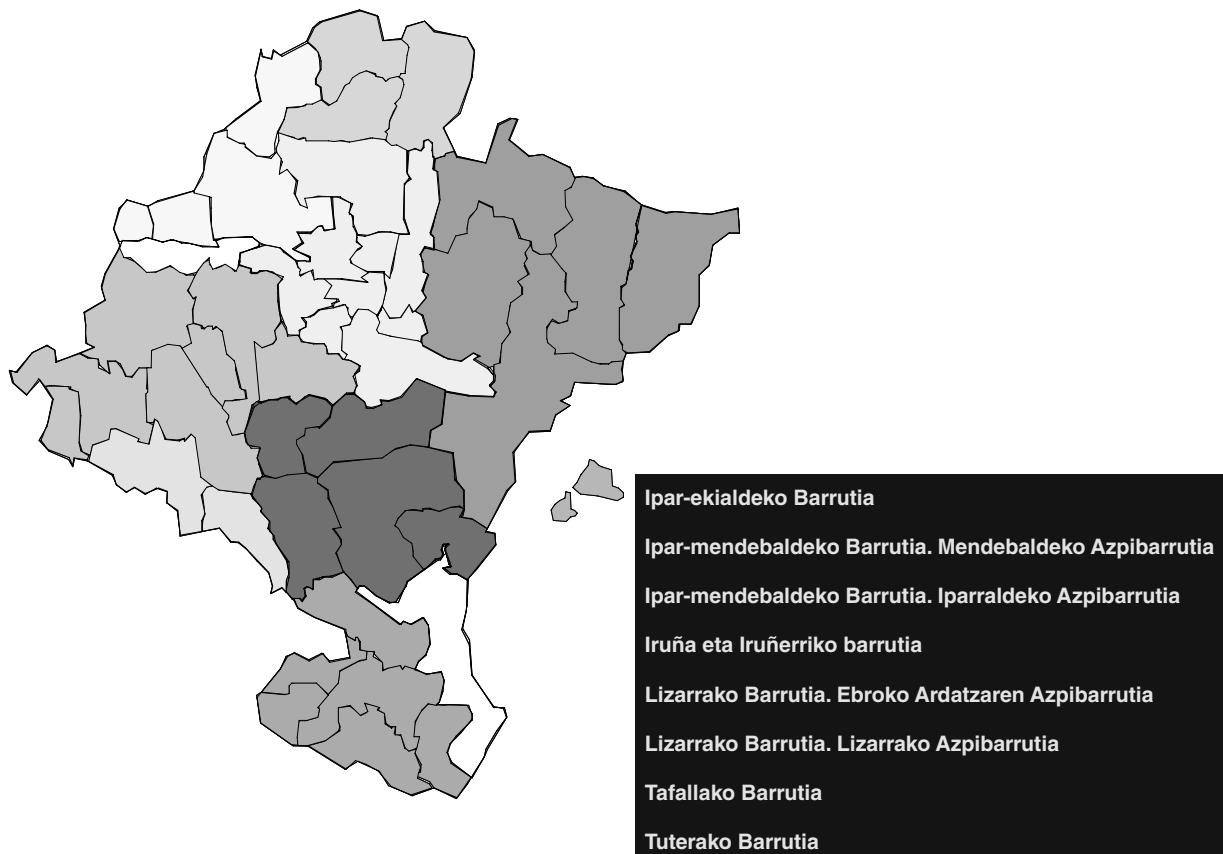 Ipar-ekialdeko Barrutia
Ipar-mendebaldeko Barrutia. Mendebaldeko Azpibarrutia
Ipar-mendebaldeko Barrutia. Iparraldeko Azpibarrutia
Iruña eta Iruñerriko barrutia
Lizarrako Barrutia. Ebroko Ardatzaren Azpibarrutia
Lizarrako Barrutia. Lizarrako Azpibarrutia
Tafallako Barrutia
Tuterako Barrutia